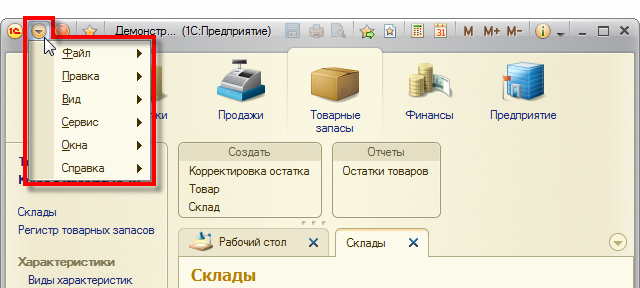 Демонстр... (1С:Предприятие)
31 M M+ M-
Файл
Правка
Вид
Сервис
Окна
Справка
Продажи
Товарные
запасы
Финансы
Предприятие
Создать
Корректировка остатка
Товар
Склад
Отчеты
Остатки товаров
Склады
Регистр товарных запасов
Характеристики
Виды характеристик
Рабочий стол
Склады
Склады